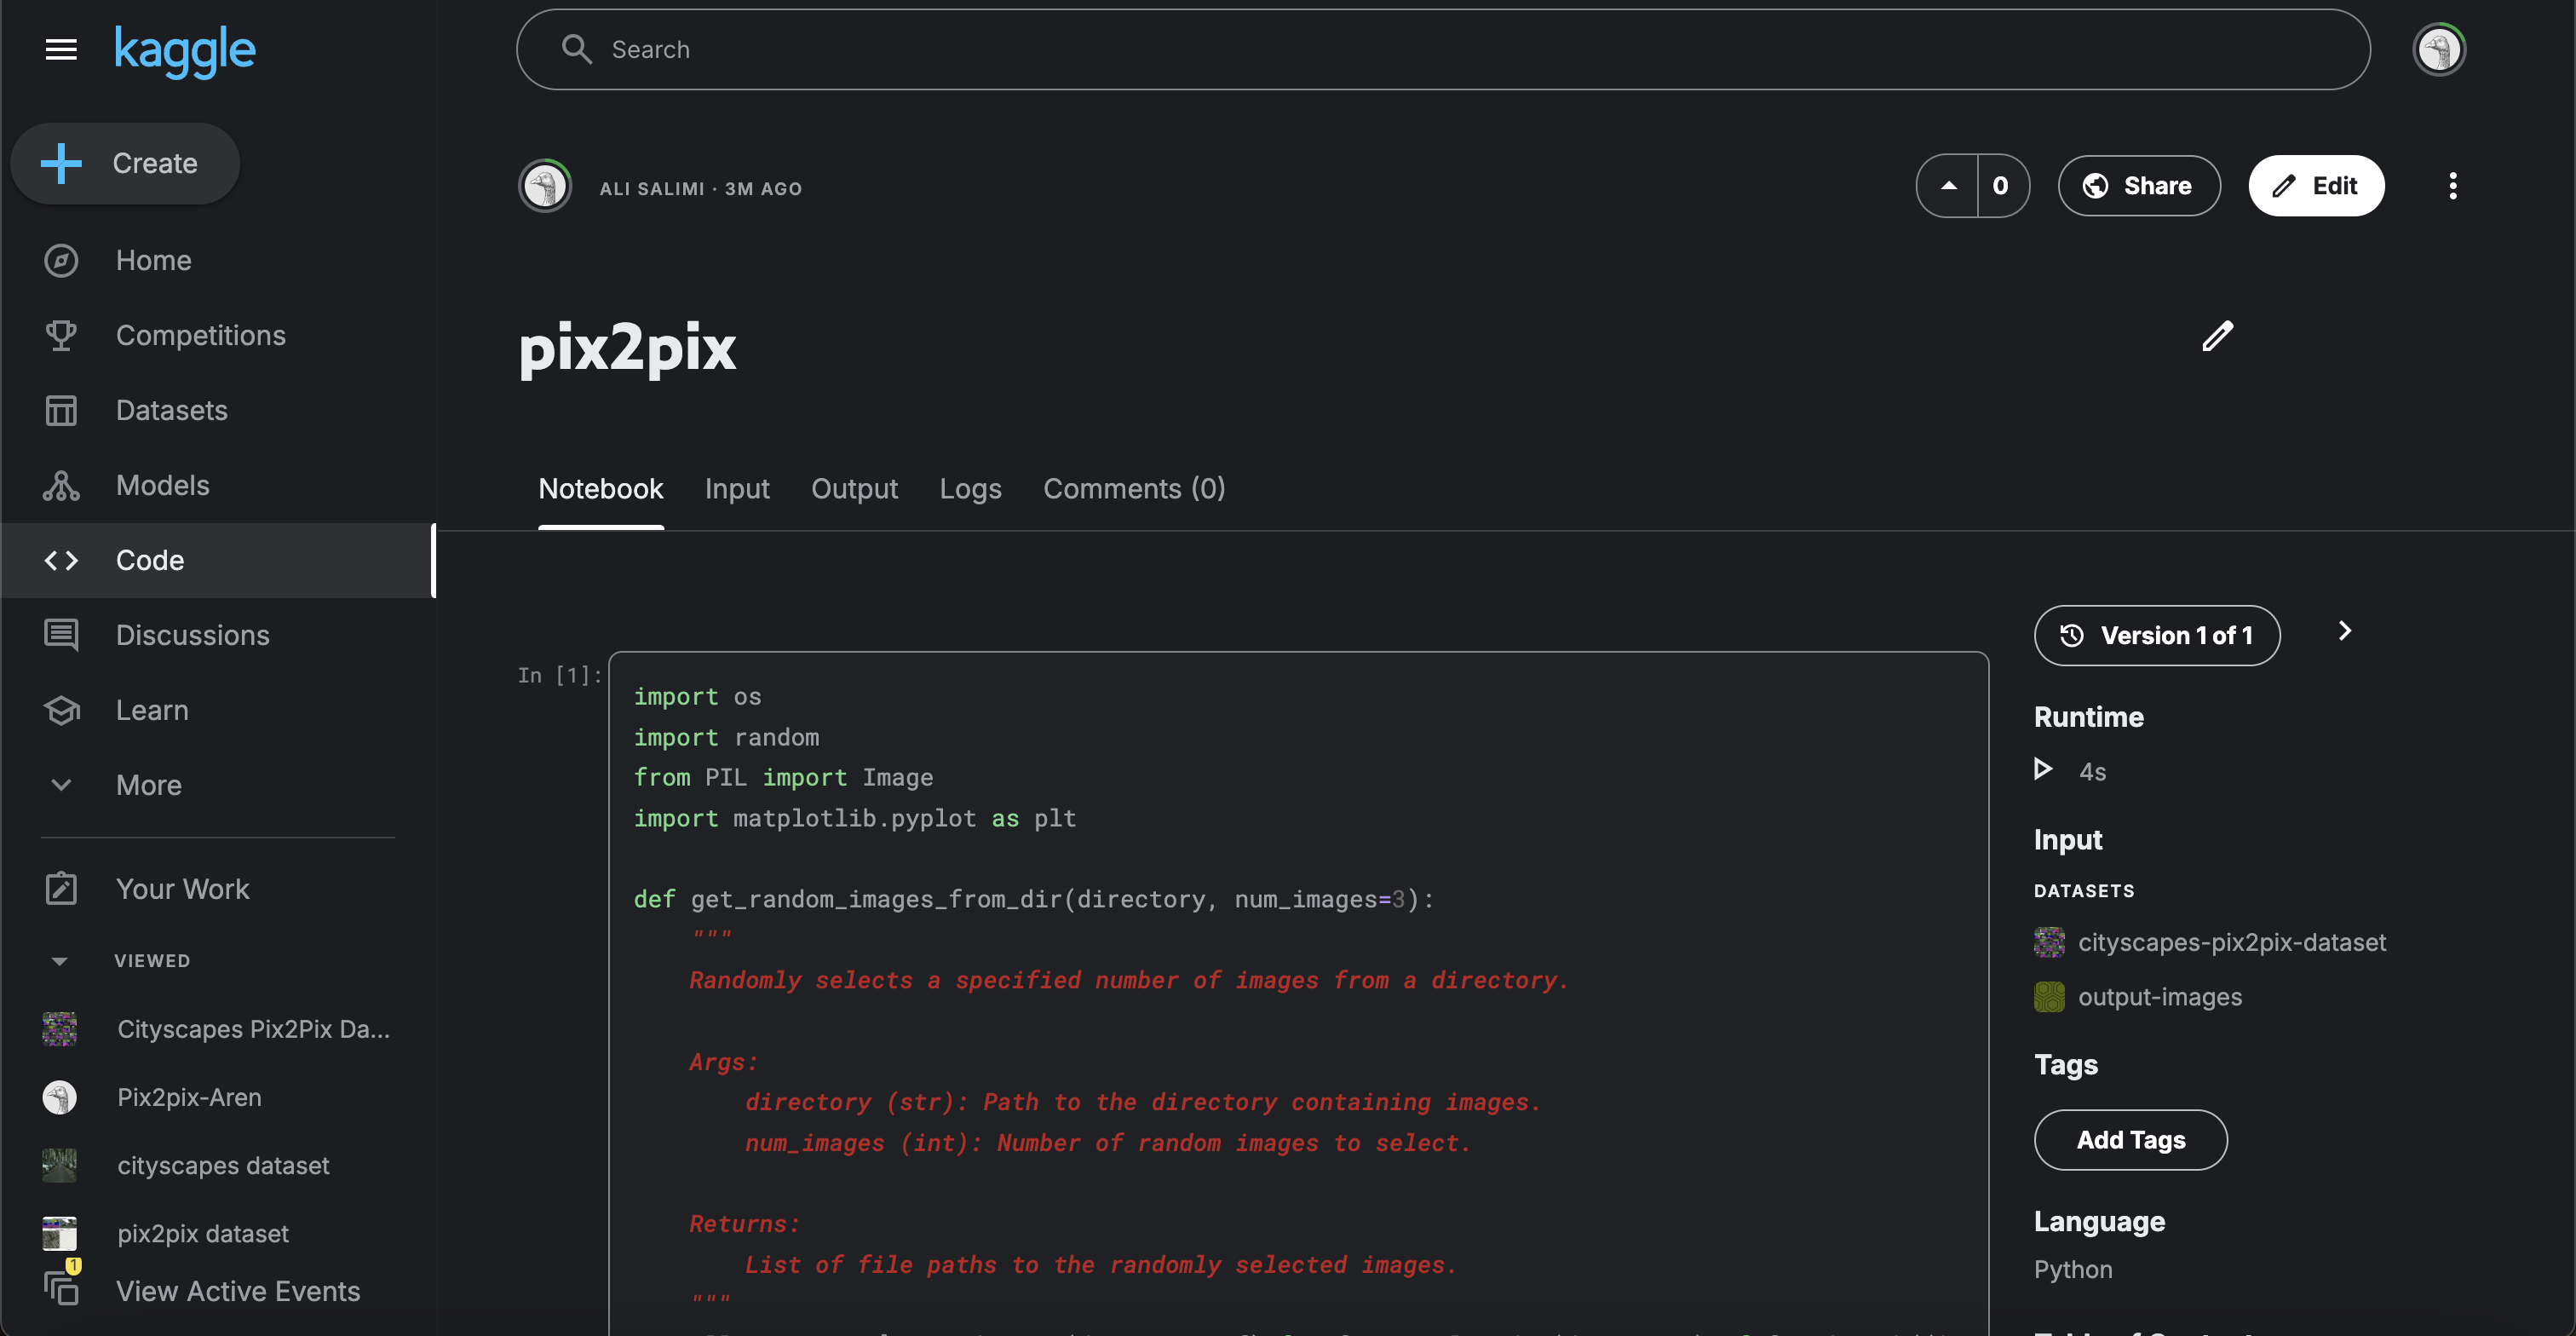 kaggle
Search
Create
Home
Competitions
Datasets
Models
Code
Discussions
Learn
More
Your Work
VIEWED
Cityscapes Pix2Pix Da...
Pix2pix-Aren
cityscapes dataset
pix2pix dataset
1
View Active Events
ALI SALIMI · 3M AGO
0
Share
Edit
pix2pix
Notebook
Input
Output
Logs
Comments (0)
In [1]:
import os
import random
from PIL import Image
import matplotlib.pyplot as plt
def get_random_images_from_dir(directory, num_images=3):
"""
Randomly selects a specified number of images from a directory.
Args:
directory (str): Path to the directory containing images.
num_images (int): Number of random images to select.
Returns:
List of file paths to the randomly selected images.
"""
Version 1 of 1
Runtime
4s
Input
DATASETS
cityscapes-pix2pix-dataset
output-images
Tags
Add Tags
Language
Python